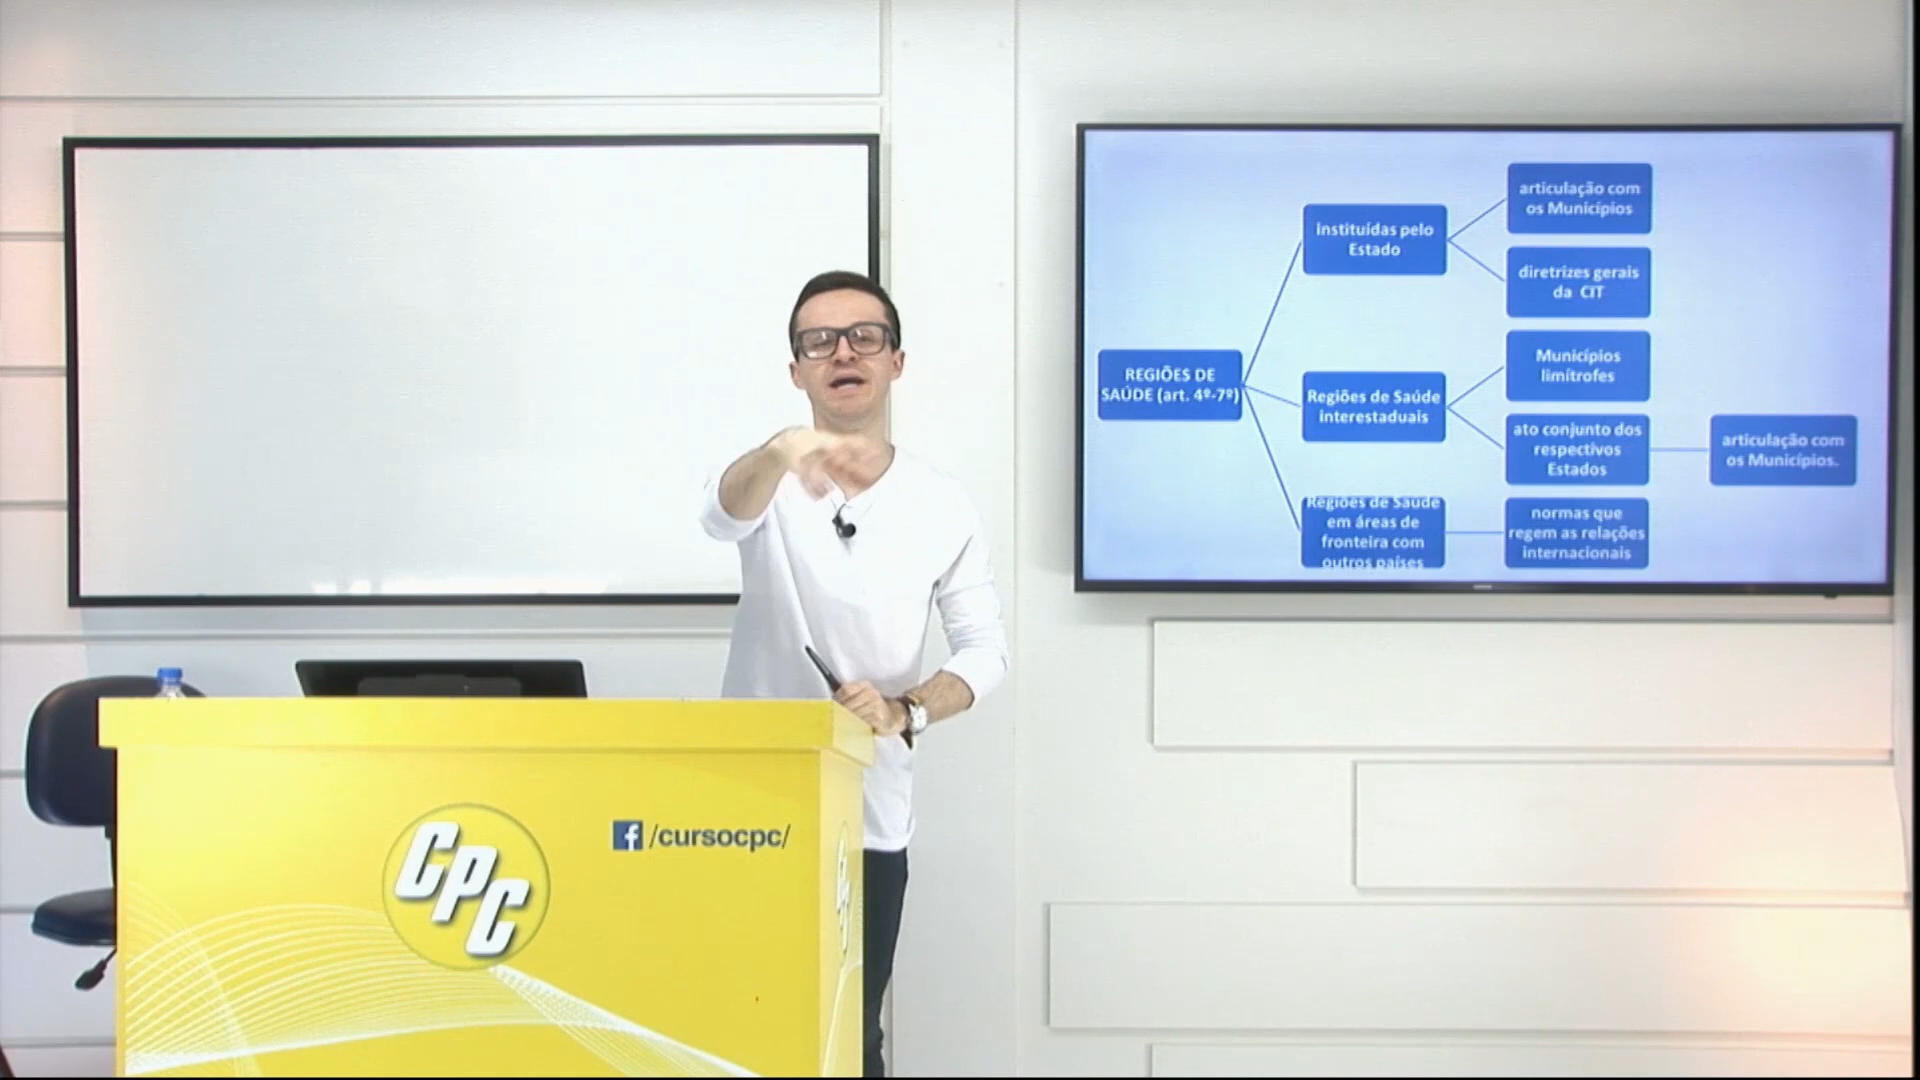 REGIÕES DE
SAÚDE (art. 4º-7º)
instituídas pelo
Estado
articulação com
os Municípios
diretrizes gerais
da CIT
Regiões de Saúde
interestaduais
Municípios
limítrofes
ato conjunto dos
respectivos
Estados
articulação com
os Municípios.
Regiões de Saúde
em áreas de
fronteira com
outros países
normas que
regem as relações
internacionais
CPC
f /cursocpc/
CPC